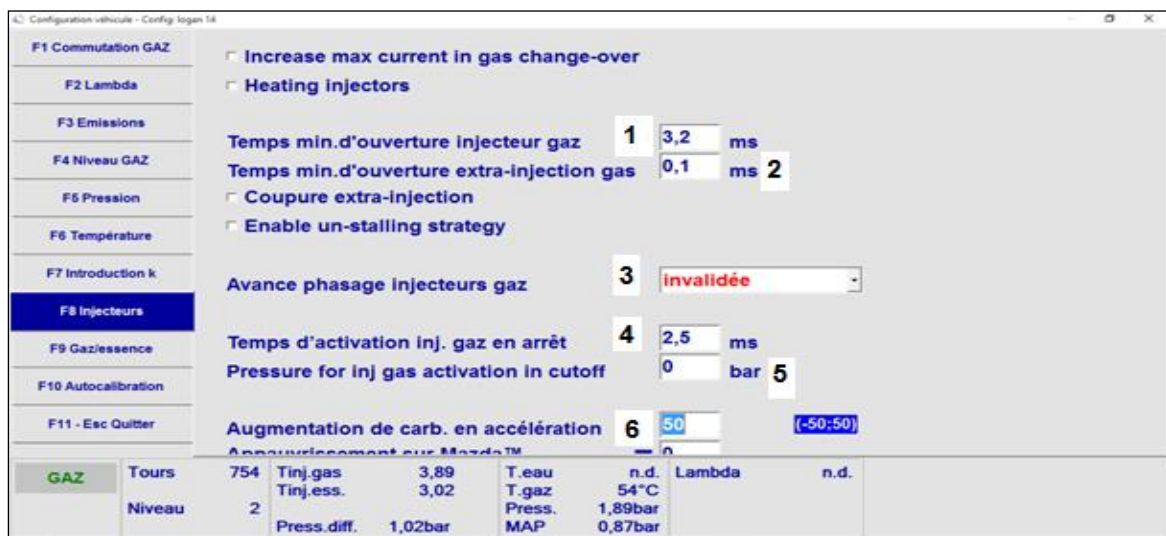 Configuration véhicule - Config: logan 14
F1 Commutation GAZ
F2 Lambda
F3 Emissions
F4 Niveau GAZ
F5 Pression
F6 Température
F7 Introduction k
F8 Injecteurs
F9 Gaz/essence
F10 Autocalibration
F11 - Esc Quitter
Increase max current in gas change-over
Heating injectors
Temps min.d'ouverture injecteur gaz 1 3,2 ms
Temps min.d'ouverture extra-injection gas 0,1 ms 2
Coupure extra-injection
Enable un-stalling strategy
Avance phasage injecteurs gaz 3 invalidée
Temps d'activation inj. gaz en arrêt 4 2,5 ms
Pressure for inj gas activation in cutoff 0 bar 5
Augmentation de carb. en accélération 6 50 (-50;50)
Appauvrissement sur Mazda™ 0
GAZ Tours 754 Tinj.gas 3,89 T.eau n.d. Lambda n.d.
Tinj.ess. 3,02 T.gaz 54°C
Niveau 2 Press. 1,89bar
Press.diff. 1,02bar MAP 0,87bar